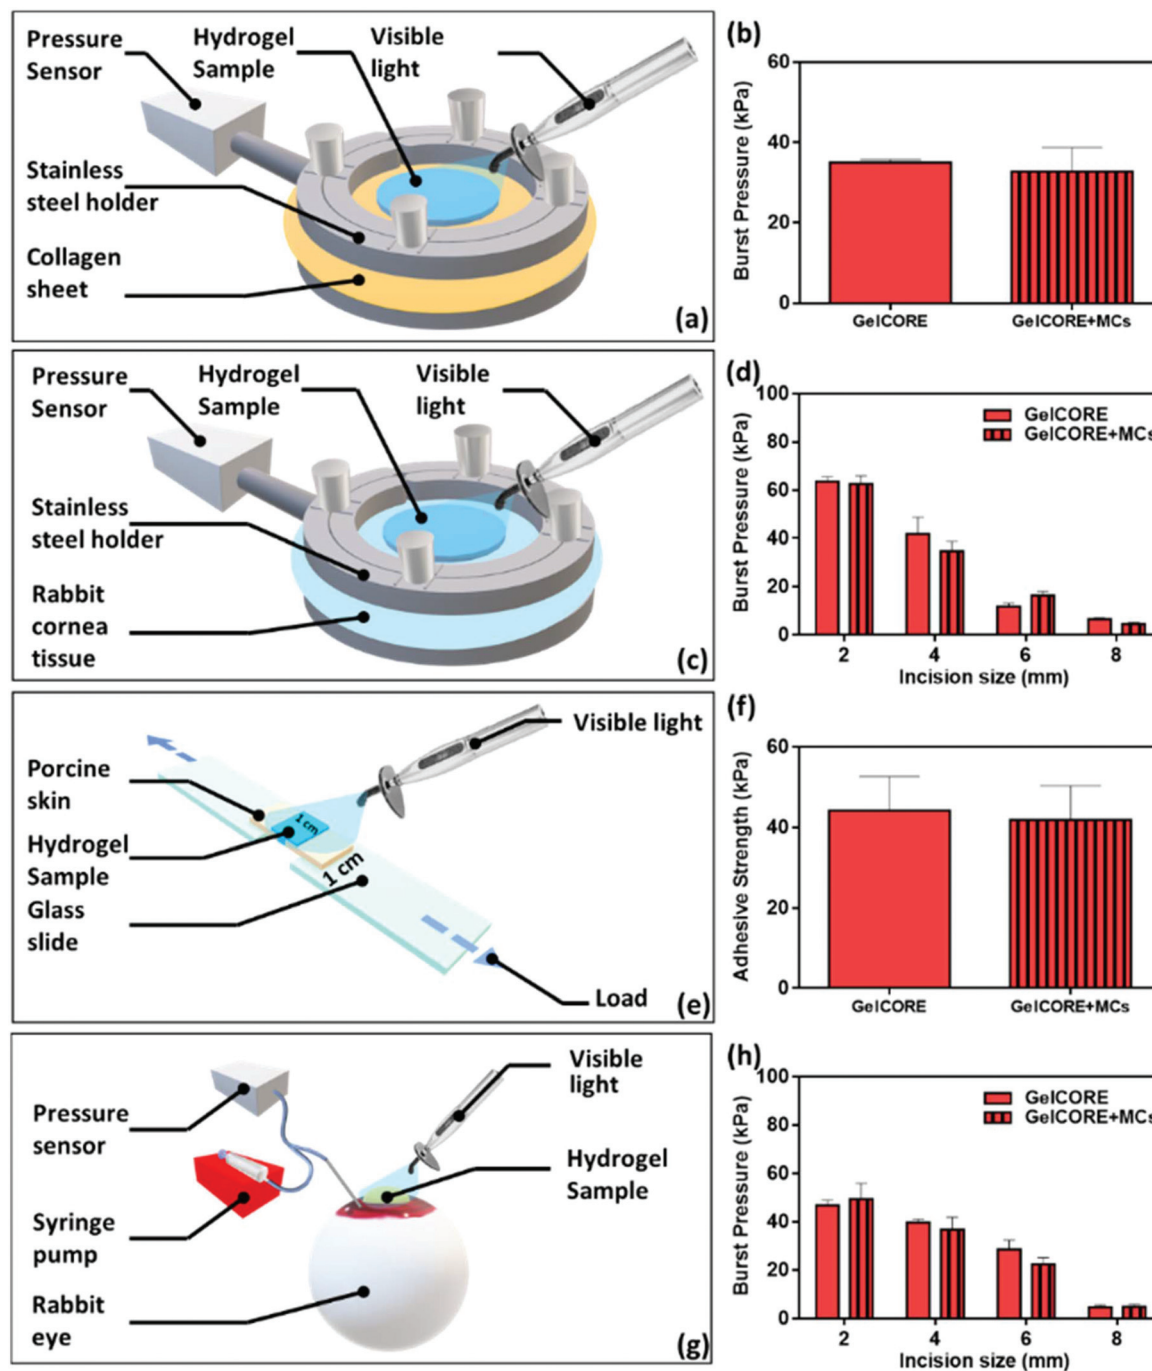 Pressure
Sensor
Hydrogel
Sample
Visible
light
Stainless
steel holder
Collagen
sheet
(a)
(b)
Burst Pressure (kPa)
60
40
20
0
GelCORE
GelCORE+MCs
Pressure
Sensor
Hydrogel
Sample
Visible
light
Stainless
steel holder
Rabbit
cornea
tissue
(c)
(d)
Burst Pressure (kPa)
100
80
60
40
20
0
GelCORE
GelCORE+MCs
2 4 6 8
Incision size (mm)
Visible light
Porcine
skin
Hydrogel
Sample
Glass
slide
1 cm
1 cm
Load
(e)
(f)
Adhesive Strength (kPa)
60
40
20
0
GelCORE
GelCORE+MCs
Visible
light
Pressure
sensor
Hydrogel
Sample
Syringe
pump
Rabbit
eye
(g)
(h)
Burst Pressure (kPa)
100
80
60
40
20
0
GelCORE
GelCORE+MCs
2 4 6 8
Incision size (mm)